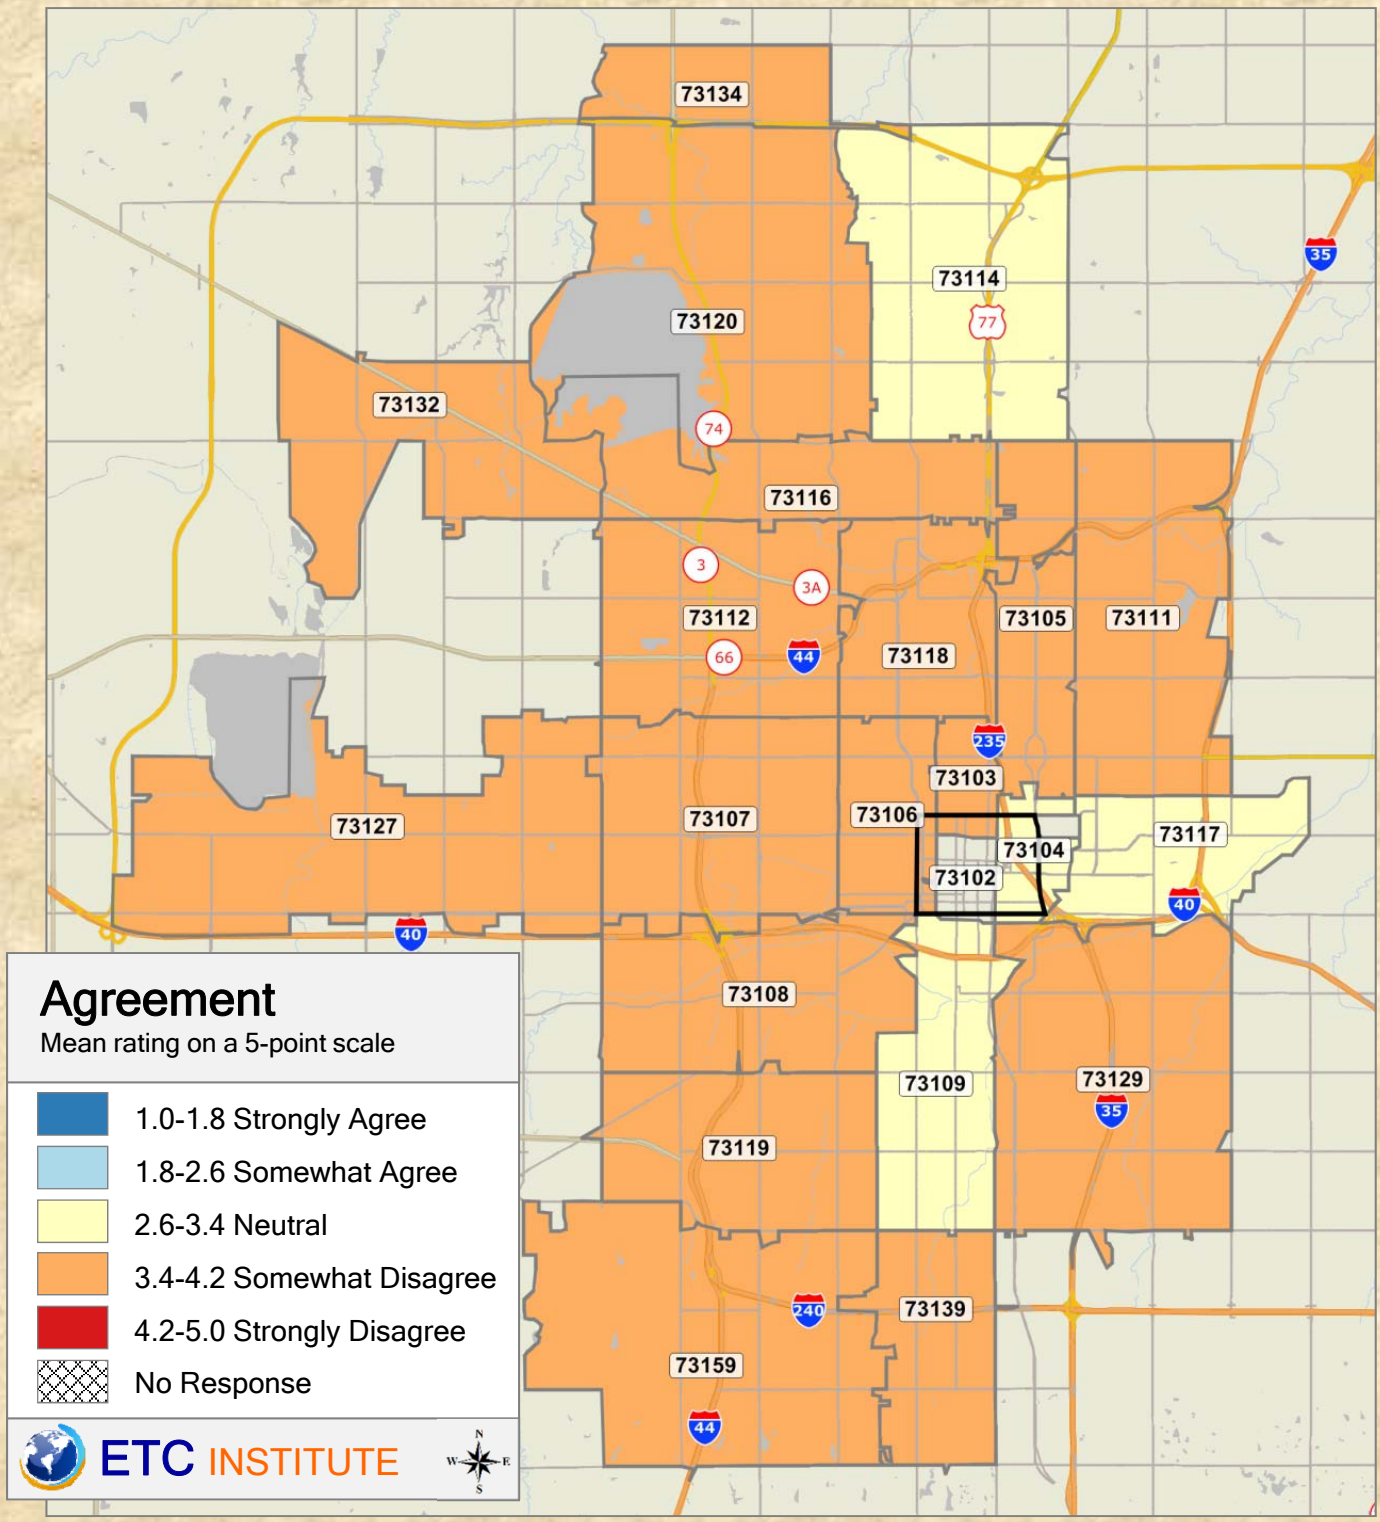 73134
35
73114
77
73120
73132
74
73116
3
3A
73112
73105
73111
66
44
73118
235
73103
73106
73107
73127
73117
73104
73102
40
40
73108
73129
73109
35
73119
240
73139
73159
44
Agreement
Mean rating on a 5-point scale
1.0-1.8 Strongly Agree
1.8-2.6 Somewhat Agree
2.6-3.4 Neutral
3.4-4.2 Somewhat Disagree
4.2-5.0 Strongly Disagree
No Response
ETC INSTITUTE
N
W E
S